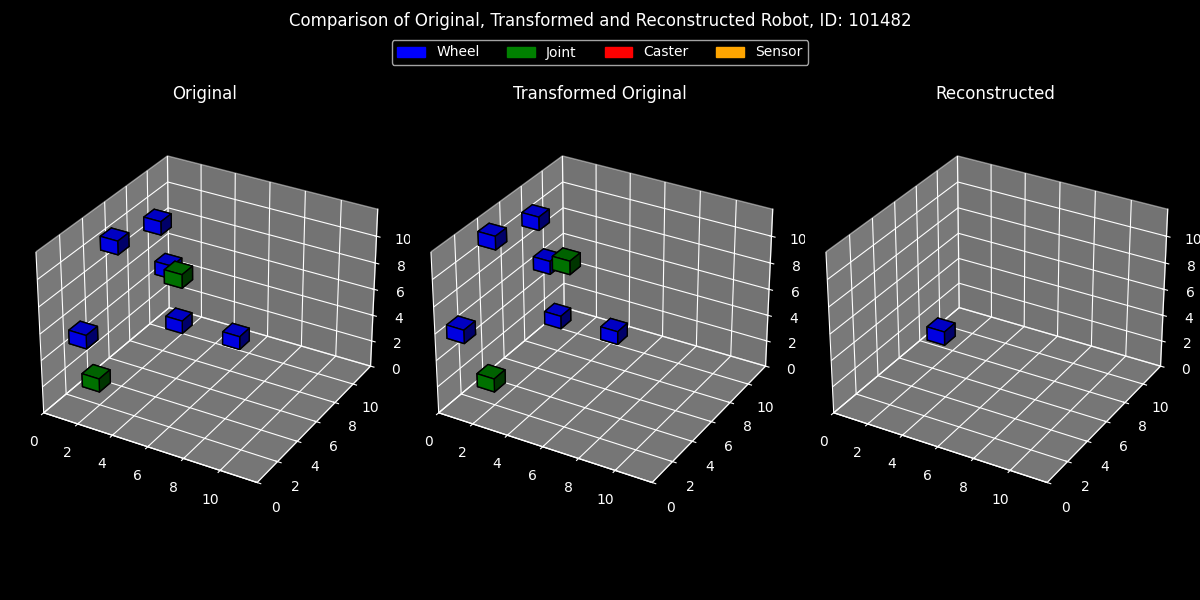 Comparison of Original, Transformed and Reconstructed Robot, ID: 101482
Wheel Joint Caster Sensor
Original Transformed Original Reconstructed
10 10 10
8 8 8
6 6 6
4 4 4
2 2 2
0 0 0
10 10 10
8 8 8
6 6 6
4 4 4
2 2 2
0 0 0
0 2 4 6 8 10
0 2 4 6 8 10
0 2 4 6 8 10